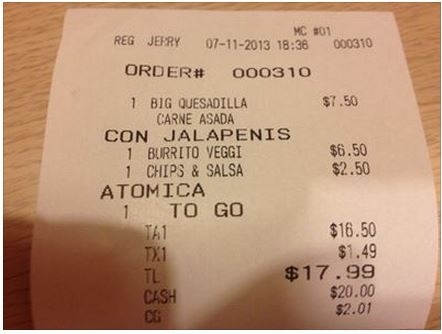 MC #01
REG JERRY 07-11-2013 18:36 000310
ORDER# 000310
1 BIG QUESADILLA $7.50
CARNE ASADA
CON JALAPENIS
1 BURRITO VEGGI $6.50
1 CHIPS & SALSA $2.50
ATOMICA
1 TO GO
TA1 $16.50
TX1 $1.49
TL $17.99
CASH $20.00
CG $2.01